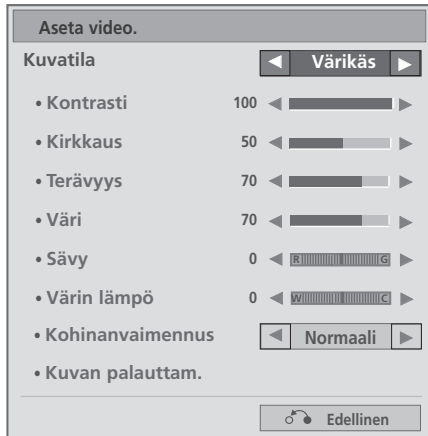 Aseta video.
Kuvatila ◀ Värikäs ▶
• Kontrasti 100 ◀ ▶
• Kirkkaus 50 ◀ ▶
• Terävyys 70 ◀ ▶
• Väri 70 ◀ ▶
• Sävy 0 ◀ R G ▶
• Värin lämpö 0 ◀ W C ▶
• Kohinanvaimennus ◀ Normaali ▶
• Kuvan palauttam.
Edellinen